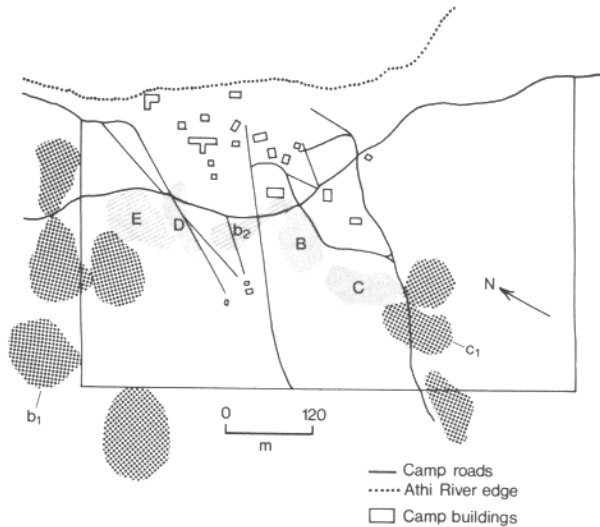 E
D
b2
B
C
N
c1
b1
0 120
m
Camp roads
Athi River edge
Camp buildings